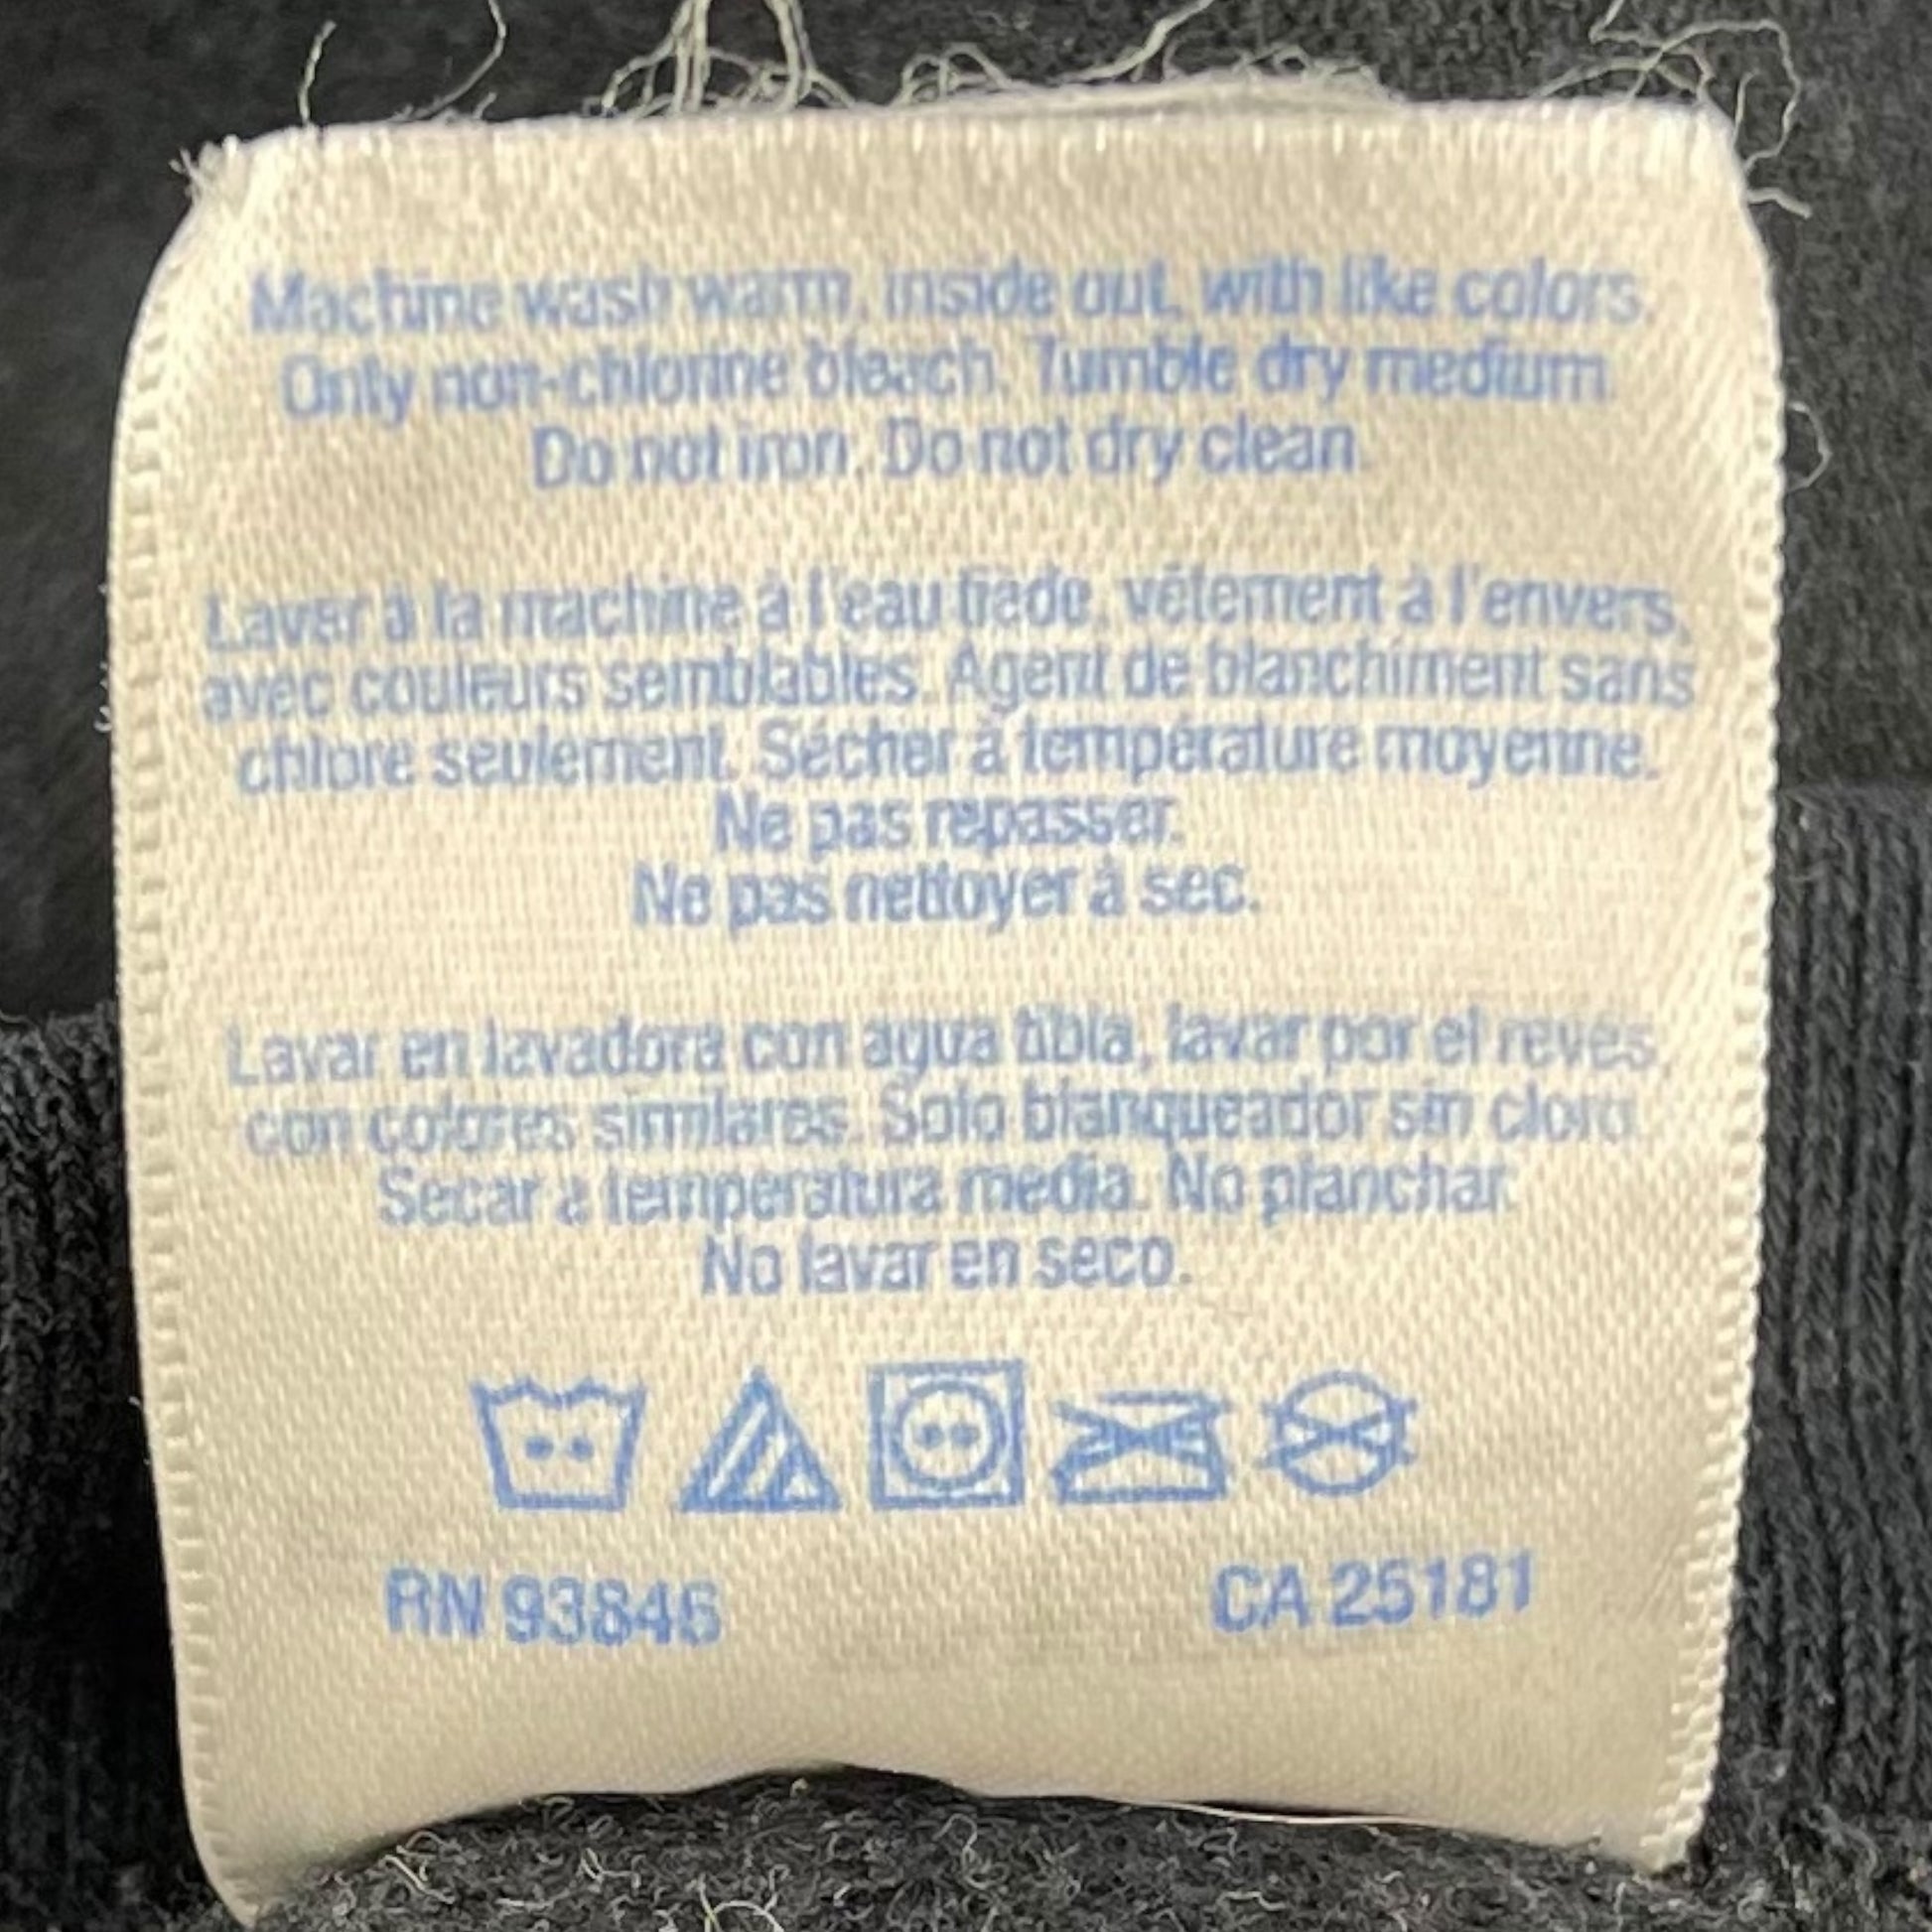 Machine wash warm, inside out, with like colors.
Only non-chlorine bleach. Tumble dry medium.
Do not iron. Do not dry clean.
Laver à la machine à l'eau tiède, vêtement à l'envers,
avec couleurs semblables. Agent de blanchiment sans
chlore seulement. Sécher à température moyenne.
Ne pas repasser.
Ne pas nettoyer à sec.
Lavar en lavadora con agua tibia, lavar por el revés
con colores similares. Solo blanqueador sin cloro.
Secar a temperatura media. No planchar.
No lavar en seco.
RN 93846 CA 25181